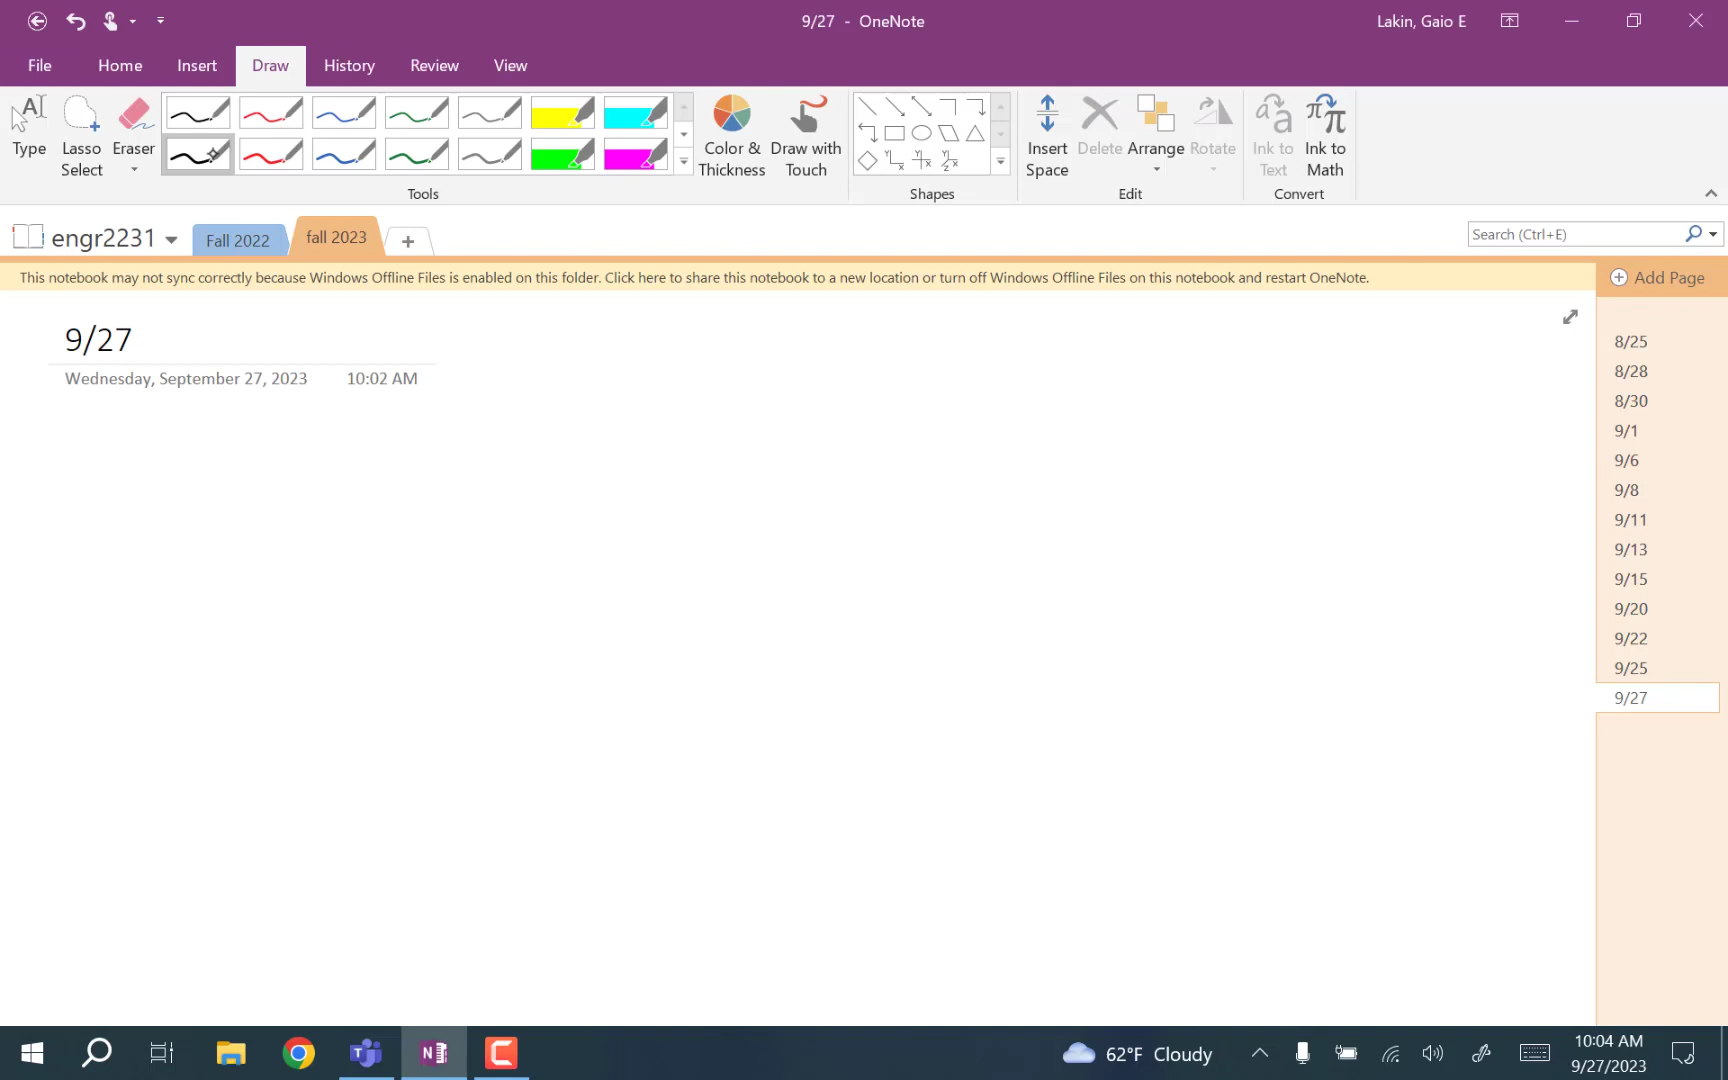 9/27 - OneNote
Lakin, Gaio E
File Home Insert Draw History Review View
Type
Lasso Select
Eraser
Color & Thickness
Draw with Touch
Insert Space
Delete
Arrange
Rotate
Ink to Text
Ink to Math
Tools
Shapes
Edit
Convert
engr2231
Fall 2022
fall 2023
Search (Ctrl+E)
This notebook may not sync correctly because Windows Offline Files is enabled on this folder. Click here to share this notebook to a new location or turn off Windows Offline Files on this notebook and restart OneNote.
Add Page
9/27
Wednesday, September 27, 2023 10:02 AM
8/25
8/28
8/30
9/1
9/6
9/8
9/11
9/13
9/15
9/20
9/22
9/25
9/27
62°F Cloudy
10:04 AM
9/27/2023